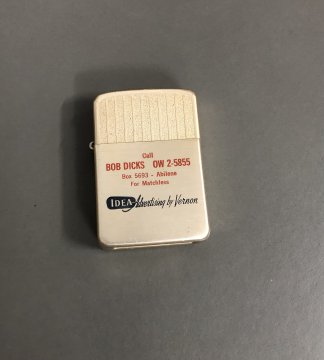 Call
BOB DICKS OW 2-5855
Box 5693 - Abilene
For Matchless
IDEA Advertising by Vernon